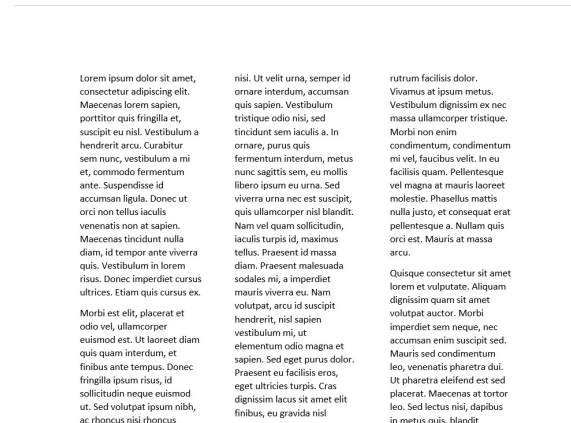 Lorem ipsum dolor sit amet,
consectetur adipiscing elit.
Maecenas lorem sapien,
porttitor quis fringilla et,
suscipit eu nisl. Vestibulum a
hendrerit arcu. Curabitur
sem nunc, vestibulum a mi
et, commodo fermentum
ante. Suspendisse id
accumsan ligula. Donec ut
orci non tellus iaculis
venenatis non at sapien.
Maecenas tincidunt nulla
diam, id tempor ante viverra
quis. Vestibulum in lorem
risus. Donec imperdiet cursus
ultrices. Etiam quis cursus ex.
Morbi est elit, placerat et
odio vel, ullamcorper
euismod est. Ut laoreet diam
quis quam interdum, et
finibus ante tempus. Donec
fringilla ipsum risus, id
sollicitudin neque euismod
ut. Sed volutpat ipsum nibh,
ac rhoncus nisi rhoncus
nisi. Ut velit urna, semper id
ornare interdum, accumsan
quis sapien. Vestibulum
tristique odio nisi, sed
tincidunt sem iaculis a. In
ornare, purus quis
fermentum interdum, metus
nunc sagittis sem, eu mollis
libero ipsum eu urna. Sed
viverra urna nec est suscipit,
quis ullamcorper nisl blandit.
Nam vel quam sollicitudin,
iaculis turpis id, maximus
tellus. Praesent id massa
diam. Praesent malesuada
sodales mi, a imperdiet
mauris viverra eu. Nam
volutpat, arcu id suscipit
hendrerit, nisl sapien
vestibulum mi, ut
elementum odio magna et
sapien. Sed eget purus dolor.
Praesent eu facilisis eros,
eget ultricies turpis. Cras
dignissim lacus sit amet elit
finibus, eu gravida nisl
rutrum facilisis dolor.
Vivamus at ipsum metus.
Vestibulum dignissim ex nec
massa ullamcorper tristique.
Morbi non enim
condimentum, condimentum
mi vel, faucibus velit. In eu
facilisis quam. Pellentesque
vel magna at mauris laoreet
molestie. Phasellus mattis
nulla justo, et consequat erat
pellentesque a. Nullam quis
orci est. Mauris at massa
arcu.
Quisque consectetur sit amet
lorem et vulputate. Aliquam
dignissim quam sit amet
volutpat auctor. Morbi
imperdiet sem neque, nec
accumsan enim suscipit sed.
Mauris sed condimentum
leo, venenatis pharetra dui.
Ut pharetra eleifend est sed
placerat. Maecenas at tortor
leo. Sed lectus nisi, dapibus
in metus quis, blandit